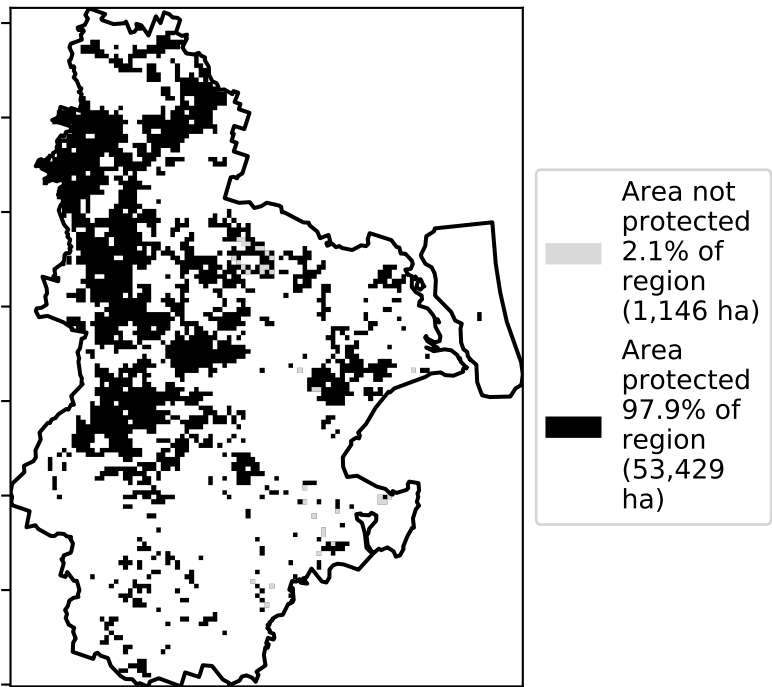 Area not
protected
2.1% of
region
(1,146 ha)
Area
protected
97.9% of
region
(53,429
ha)